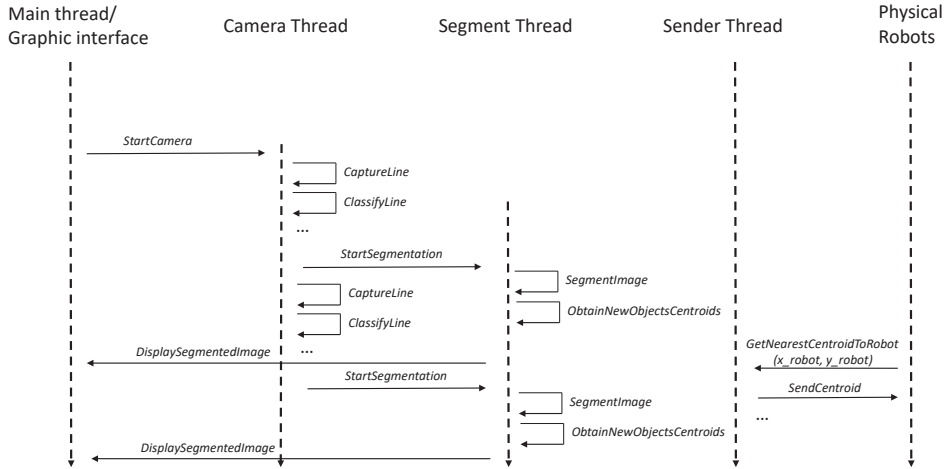 Main thread/
Graphic interface
Camera Thread
Segment Thread
Sender Thread
Physical
Robots
StartCamera
CaptureLine
ClassifyLine
...
StartSegmentation
SegmentImage
CaptureLine
ObtainNewObjectsCentroids
ClassifyLine
...
DisplaySegmentedImage
GetNearestCentroidToRobot
(x_robot, y_robot)
StartSegmentation
SendCentroid
SegmentImage
...
ObtainNewObjectsCentroids
DisplaySegmentedImage